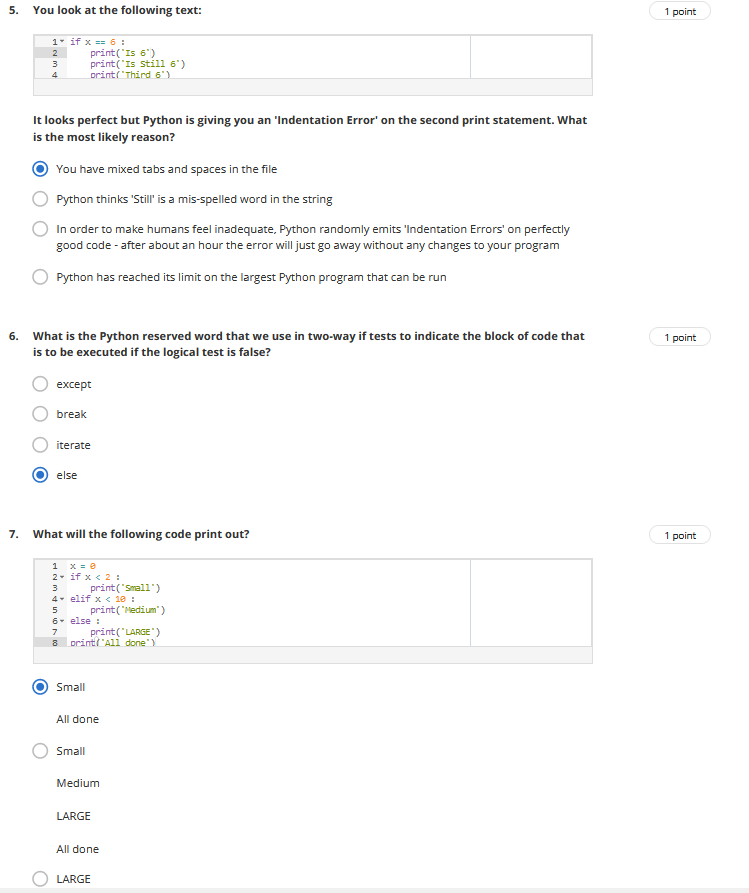 5. You look at the following text:
1 point
1 if x == 6 :
2 print('Is 6')
3 print('Is Still 6')
4 print('Third 6')
It looks perfect but Python is giving you an 'Indentation Error' on the second print statement. What
is the most likely reason?
You have mixed tabs and spaces in the file
Python thinks 'Still' is a mis-spelled word in the string
In order to make humans feel inadequate, Python randomly emits 'Indentation Errors' on perfectly
good code - after about an hour the error will just go away without any changes to your program
Python has reached its limit on the largest Python program that can be run
6. What is the Python reserved word that we use in two-way if tests to indicate the block of code that
is to be executed if the logical test is false?
1 point
except
break
iterate
else
7. What will the following code print out?
1 point
1 x = 0
2 if x < 2 :
3 print('Small')
4 elif x < 10 :
5 print('Medium')
6 else :
7 print('LARGE')
8 print('All done')
Small
All done
Small
Medium
LARGE
All done
LARGE